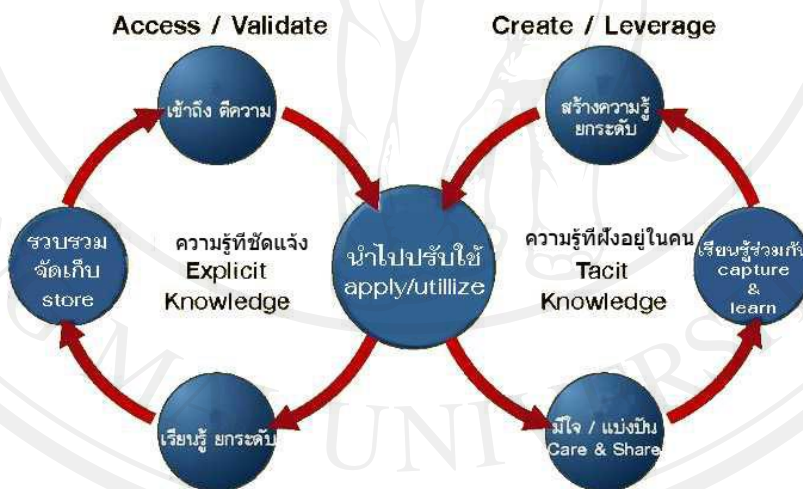 Access / Validate
Create / Leverage
เข้าถึง ตีความ
สร้างความรู้
ยกระดับ
รวบรวม
จัดเก็บ
store
ความรู้ที่ชัดแจ้ง
Explicit
Knowledge
นำไปปรับใช้
apply/utillize
ความรู้ที่ฝังอยู่ในคน
Tacit
Knowledge
เรียนรู้ร่วมกัน
capture
&
learn
เรียนรู้ ยกระดับ
มีใจ / แบ่งปัน
Care & Share